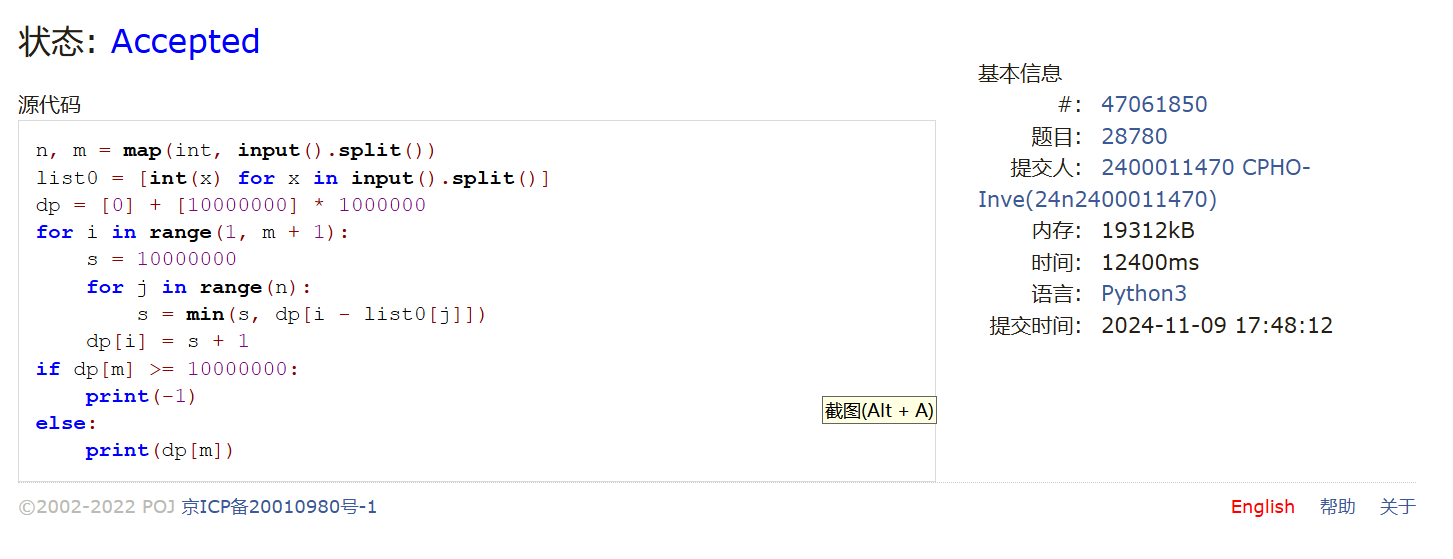 状态: Accepted
源代码
n, m = map(int, input().split())
list0 = [int(x) for x in input().split()]
dp = [0] + [10000000] * 1000000
for i in range(1, m + 1):
    s = 10000000
    for j in range(n):
        s = min(s, dp[i - list0[j]])
    dp[i] = s + 1
if dp[m] >= 10000000:
    print(-1)
else:
    print(dp[m])
截图(Alt + A)
基本信息
#: 47061850
题目: 28780
提交人: 2400011470 CPHO-
Inve(24n2400011470)
内存: 19312kB
时间: 12400ms
语言: Python3
提交时间: 2024-11-09 17:48:12
©2002-2022 POJ 京ICP备20010980号-1
English 帮助 关于